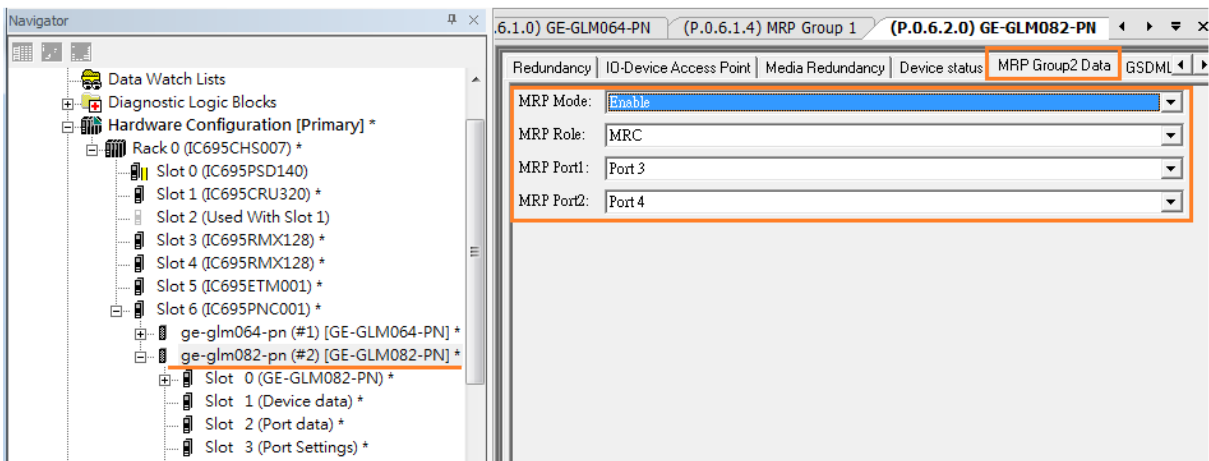 Navigator
Data Watch Lists
Diagnostic Logic Blocks
Hardware Configuration [Primary] *
Rack 0 (IC695CHS007) *
Slot 0 (IC695PSD140)
Slot 1 (IC695CRU320) *
Slot 2 (Used With Slot 1)
Slot 3 (IC695RMX128) *
Slot 4 (IC695RMX128) *
Slot 5 (IC695ETM001) *
Slot 6 (IC695PNC001) *
ge-glm064-pn (#1) [GE-GLM064-PN] *
ge-glm082-pn (#2) [GE-GLM082-PN] *
Slot 0 (GE-GLM082-PN) *
Slot 1 (Device data) *
Slot 2 (Port data) *
Slot 3 (Port Settings) *
.6.1.0) GE-GLM064-PN (P.0.6.1.4) MRP Group 1 (P.0.6.2.0) GE-GLM082-PN
Redundancy IO-Device Access Point Media Redundancy Device status MRP Group2 Data GSDML
MRP Mode: Enable
MRP Role: MRC
MRP Port1: Port 3
MRP Port2: Port 4